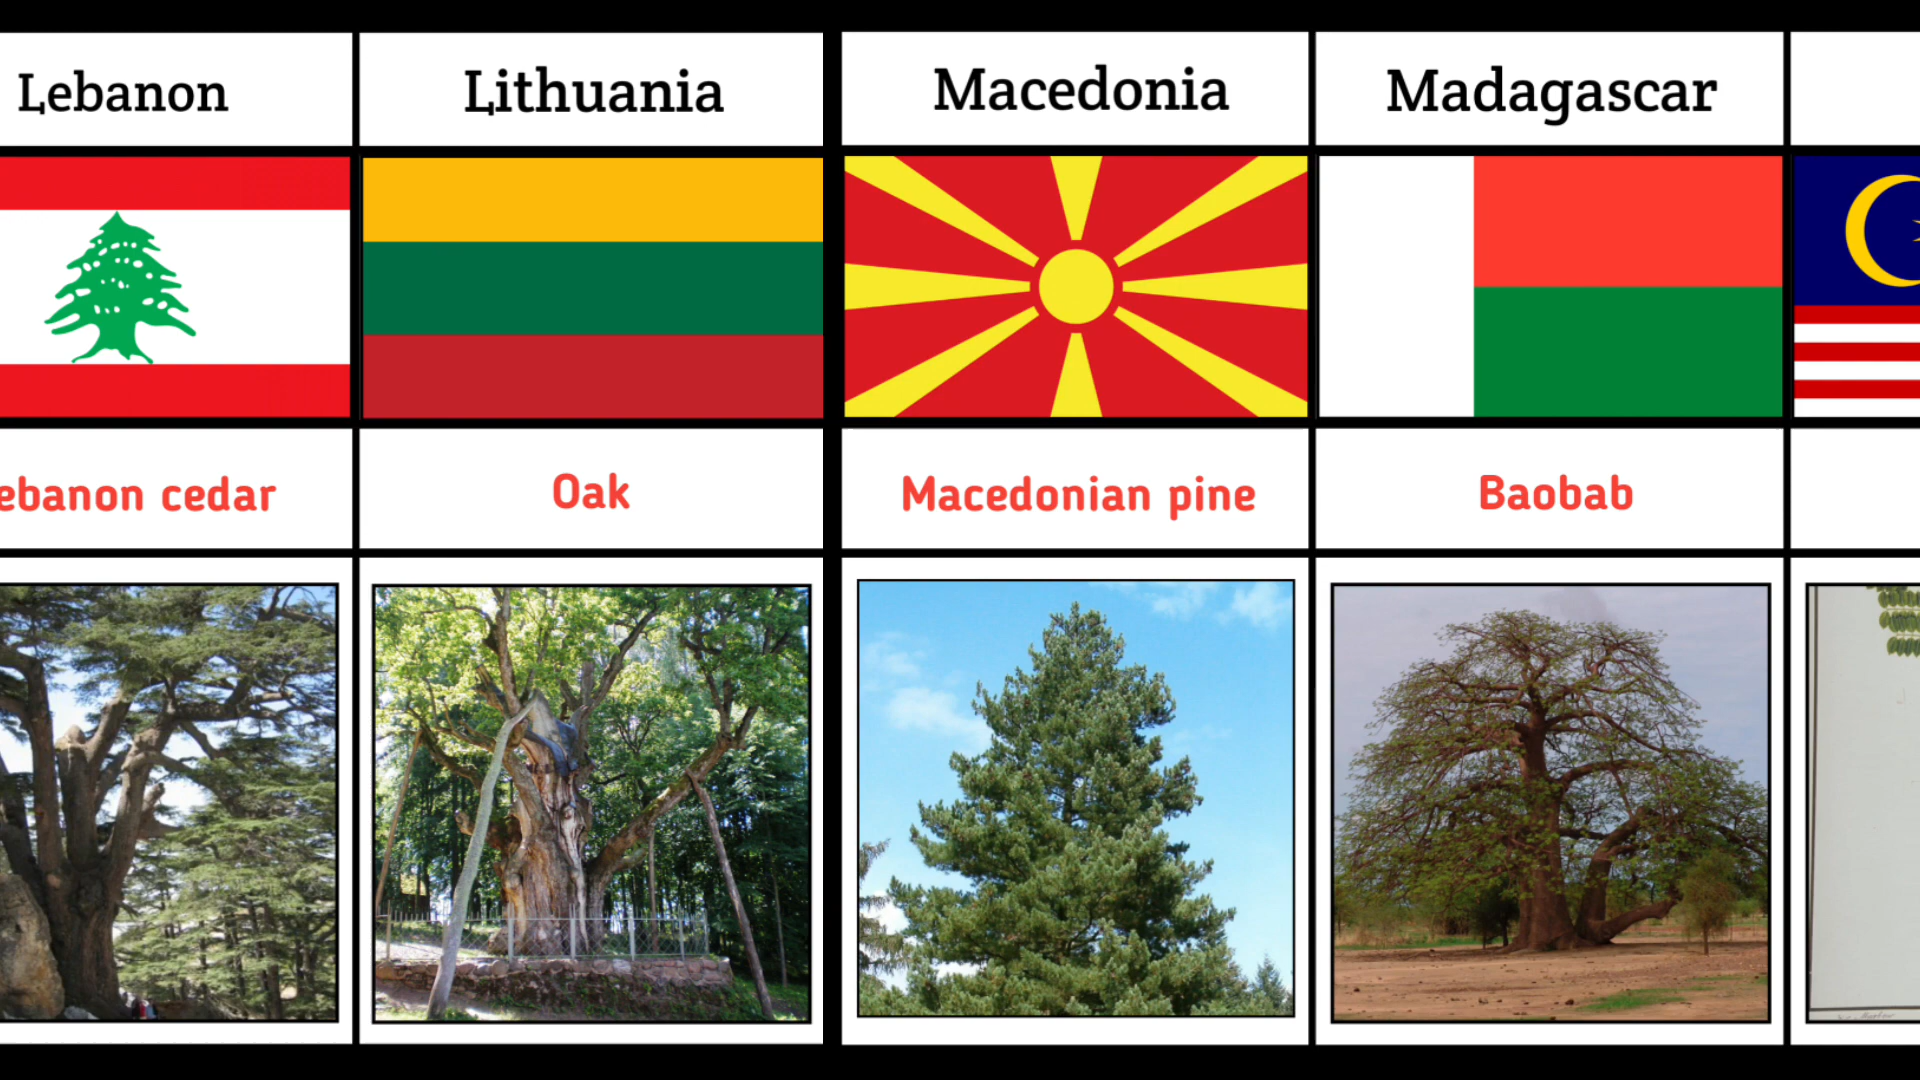 Lebanon
Lithuania
Macedonia
Madagascar
ebanon cedar
Oak
Macedonian pine
Baobab